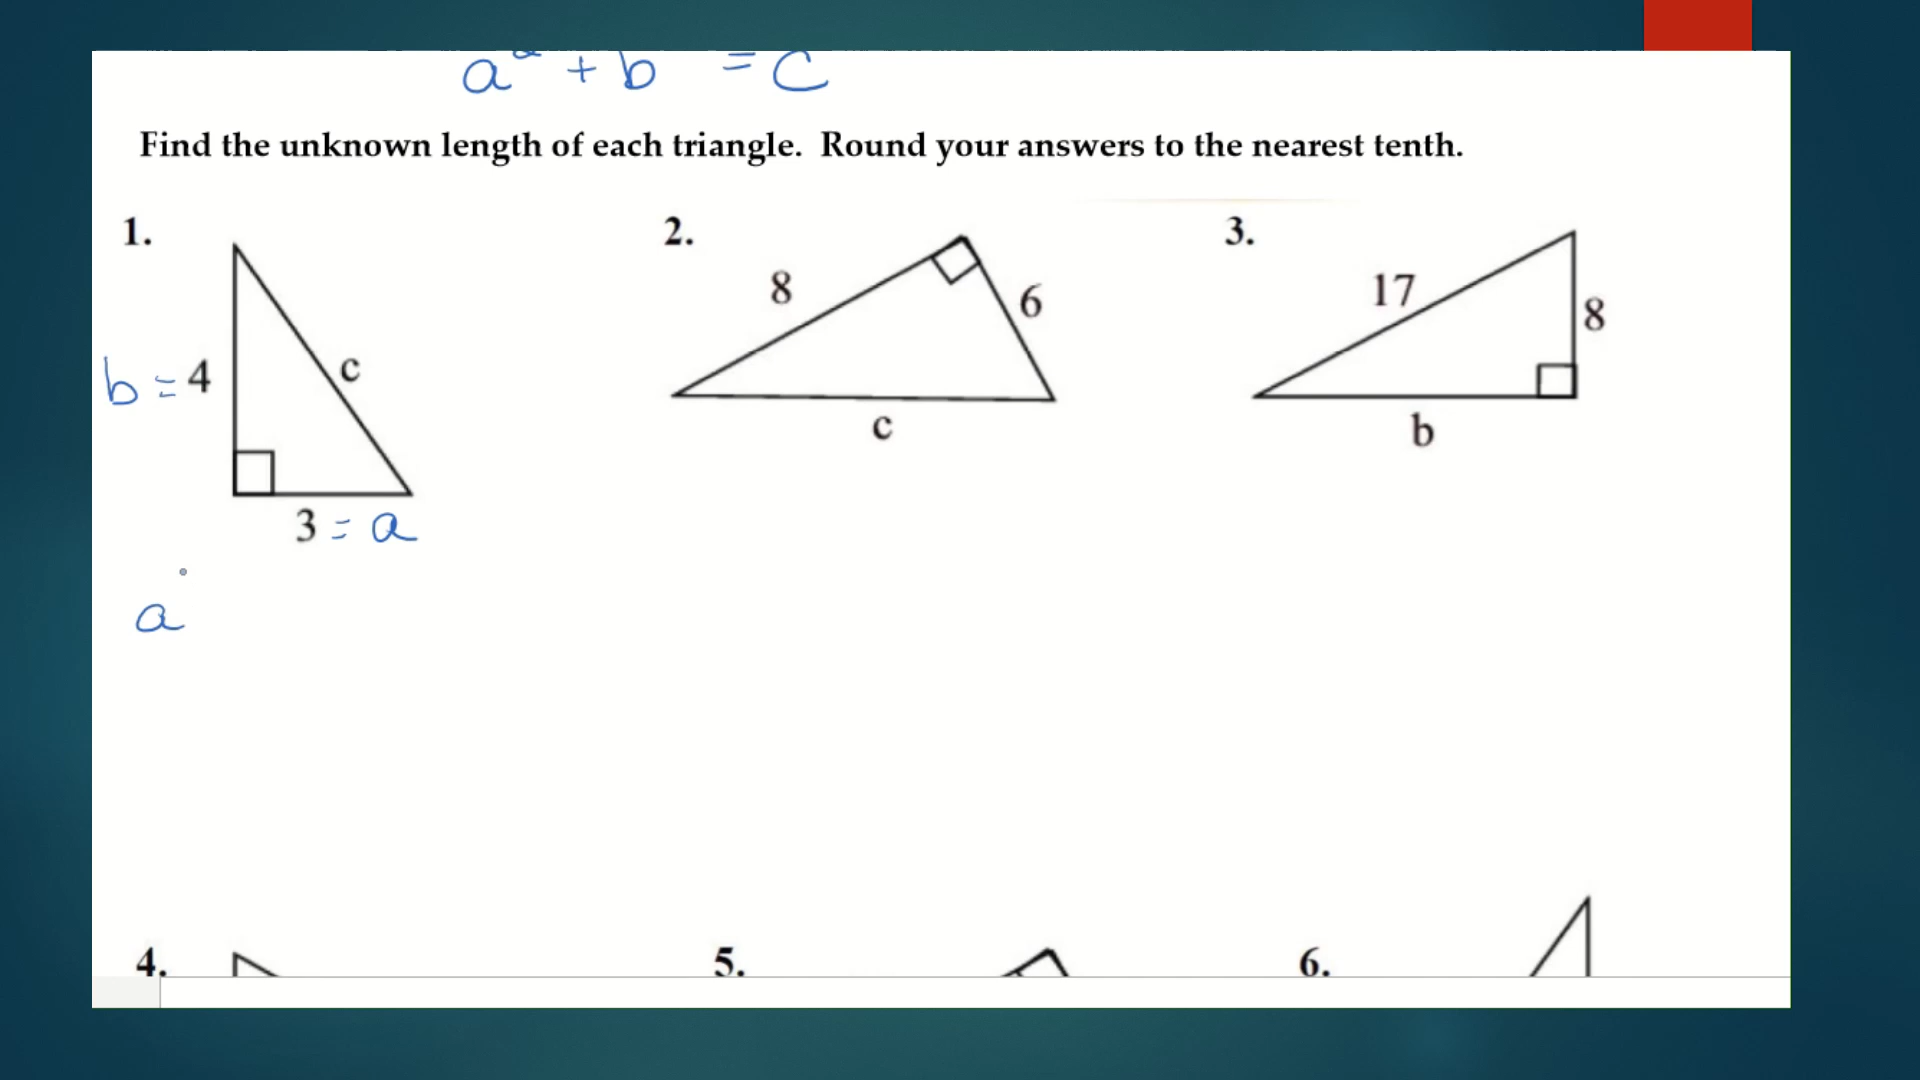 a² + b = c
Find the unknown length of each triangle. Round your answers to the nearest tenth.
1.
2.
3.
8
6
17
8
b = 4
c
c
b
3 = a
a
4.
5.
6.